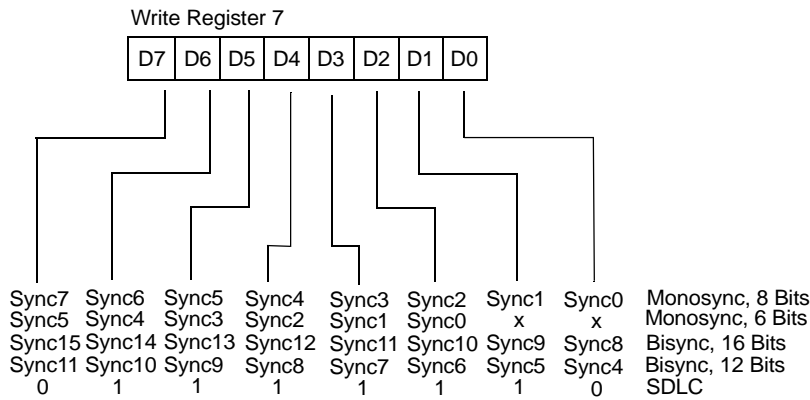 Write Register 7
D7 D6 D5 D4 D3 D2 D1 D0
Sync7 Sync6 Sync5 Sync4 Sync3 Sync2 Sync1 Sync0 Monosync, 8 Bits
Sync5 Sync4 Sync3 Sync2 Sync1 Sync0 x x Monosync, 6 Bits
Sync15 Sync14 Sync13 Sync12 Sync11 Sync10 Sync9 Sync8 Bisync, 16 Bits
Sync11 Sync10 Sync9 Sync8 Sync7 Sync6 Sync5 Sync4 Bisync, 12 Bits
0 1 1 1 1 1 1 0 SDLC